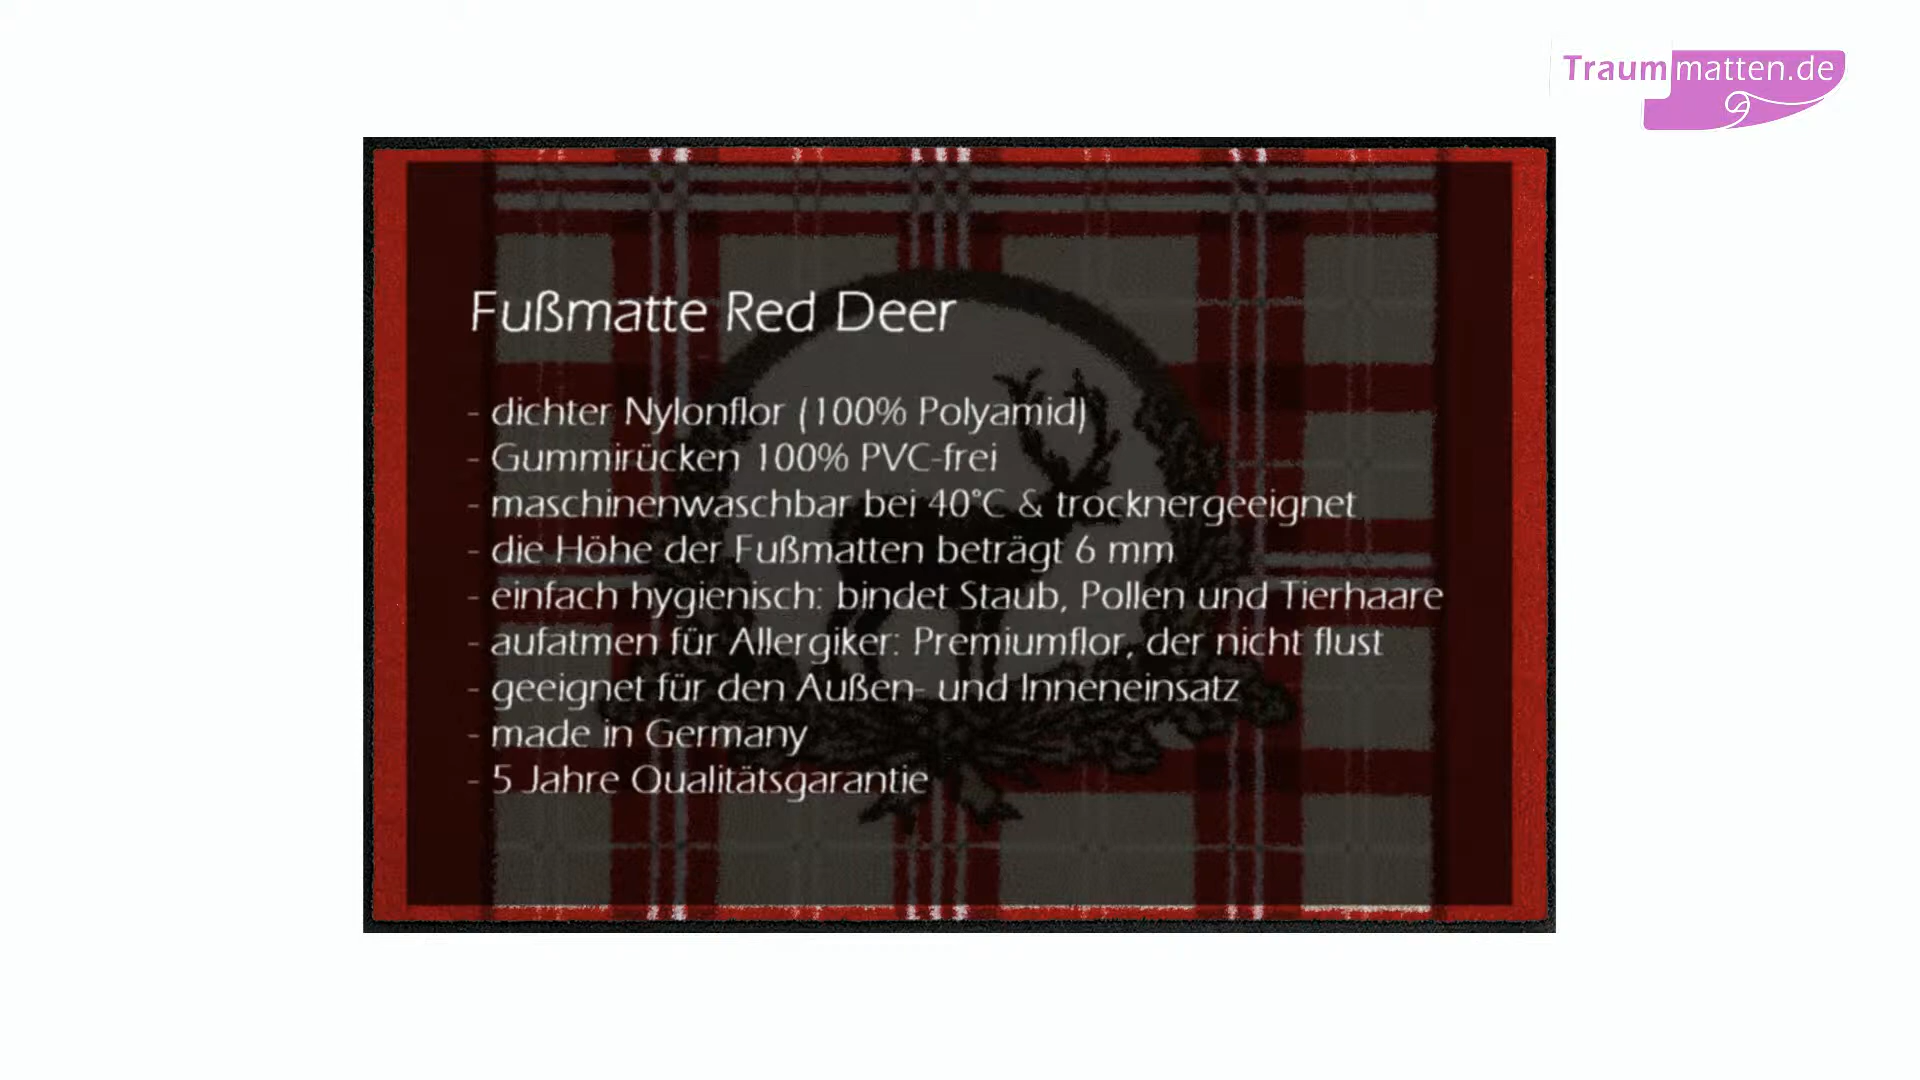 Traummatten.de
Fußmatte Red Deer
- dichter Nylonflor (100% Polyamid)
- Gummirücken 100% PVC-frei
- maschinenwaschbar bei 40°C & trocknergeeignet
- die Höhe der Fußmatten beträgt 6 mm
- einfach hygienisch: bindet Staub, Pollen und Tierhaare
- aufatmen für Allergiker: Premiumflor, der nicht flust
- geeignet für den Außen- und Inneneinsatz
- made in Germany
- 5 Jahre Qualitätsgarantie